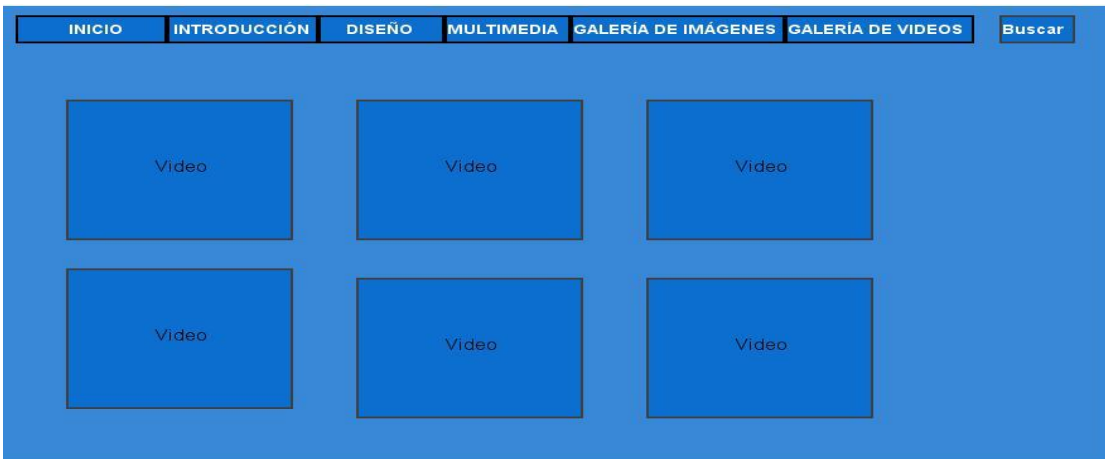 INICIO INTRODUCCIÓN DISEÑO MULTIMEDIA GALERÍA DE IMÁGENES GALERÍA DE VIDEOS Buscar
Video Video Video
Video Video Video